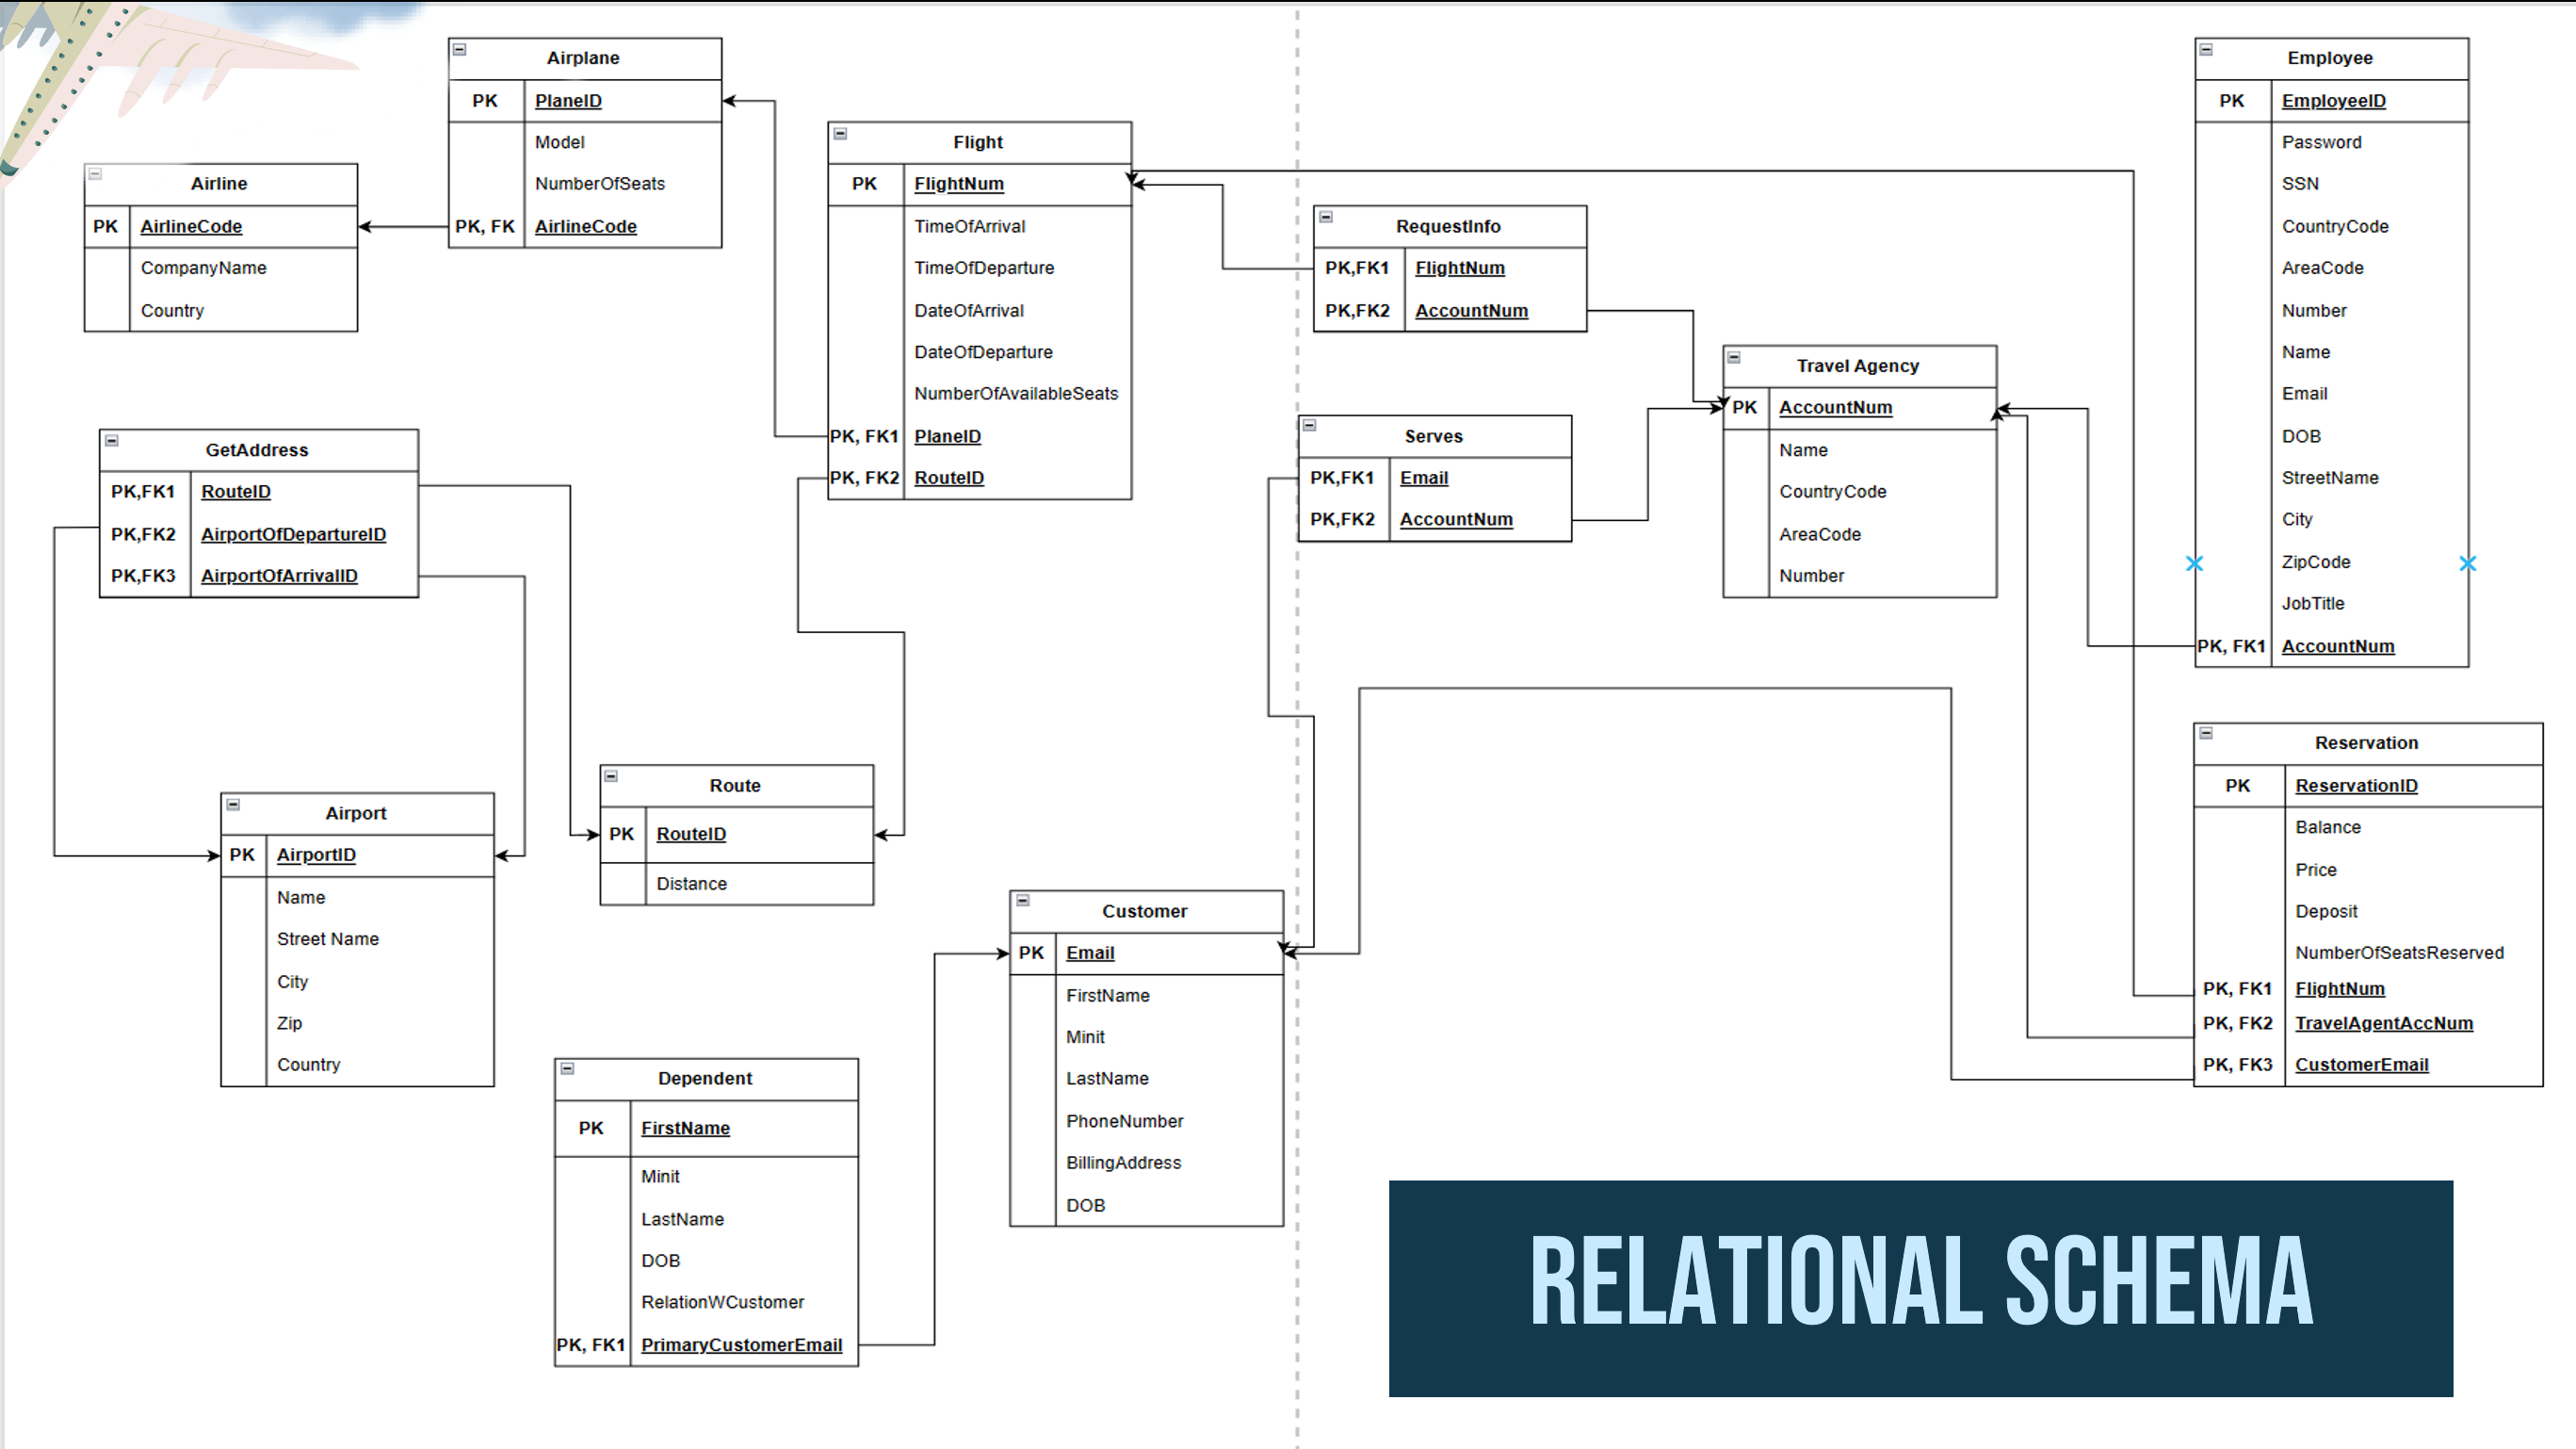 Airplane
PK PlaneID
Model
NumberOfSeats
PK, FK AirlineCode
Airline
PK AirlineCode
CompanyName
Country
Flight
PK FlightNum
TimeOfArrival
TimeOfDeparture
DateOfArrival
DateOfDeparture
NumberOfAvailableSeats
PK, FK1 PlaneID
PK, FK2 RouteID
GetAddress
PK,FK1 RouteID
PK,FK2 AirportOfDepartureID
PK,FK3 AirportOfArrivalID
Airport
PK AirportID
Name
Street Name
City
Zip
Country
Route
PK RouteID
Distance
Dependent
PK FirstName
Minit
LastName
DOB
RelationWCustomer
PK, FK1 PrimaryCustomerEmail
Customer
PK Email
FirstName
Minit
LastName
PhoneNumber
BillingAddress
DOB
RequestInfo
PK,FK1 FlightNum
PK,FK2 AccountNum
Serves
PK,FK1 Email
PK,FK2 AccountNum
Travel Agency
PK AccountNum
Name
CountryCode
AreaCode
Number
Employee
PK EmployeeID
Password
SSN
CountryCode
AreaCode
Number
Name
Email
DOB
StreetName
City
ZipCode
JobTitle
PK, FK1 AccountNum
Reservation
PK ReservationID
Balance
Price
Deposit
NumberOfSeatsReserved
PK, FK1 FlightNum
PK, FK2 TravelAgentAccNum
PK, FK3 CustomerEmail
RELATIONAL SCHEMA